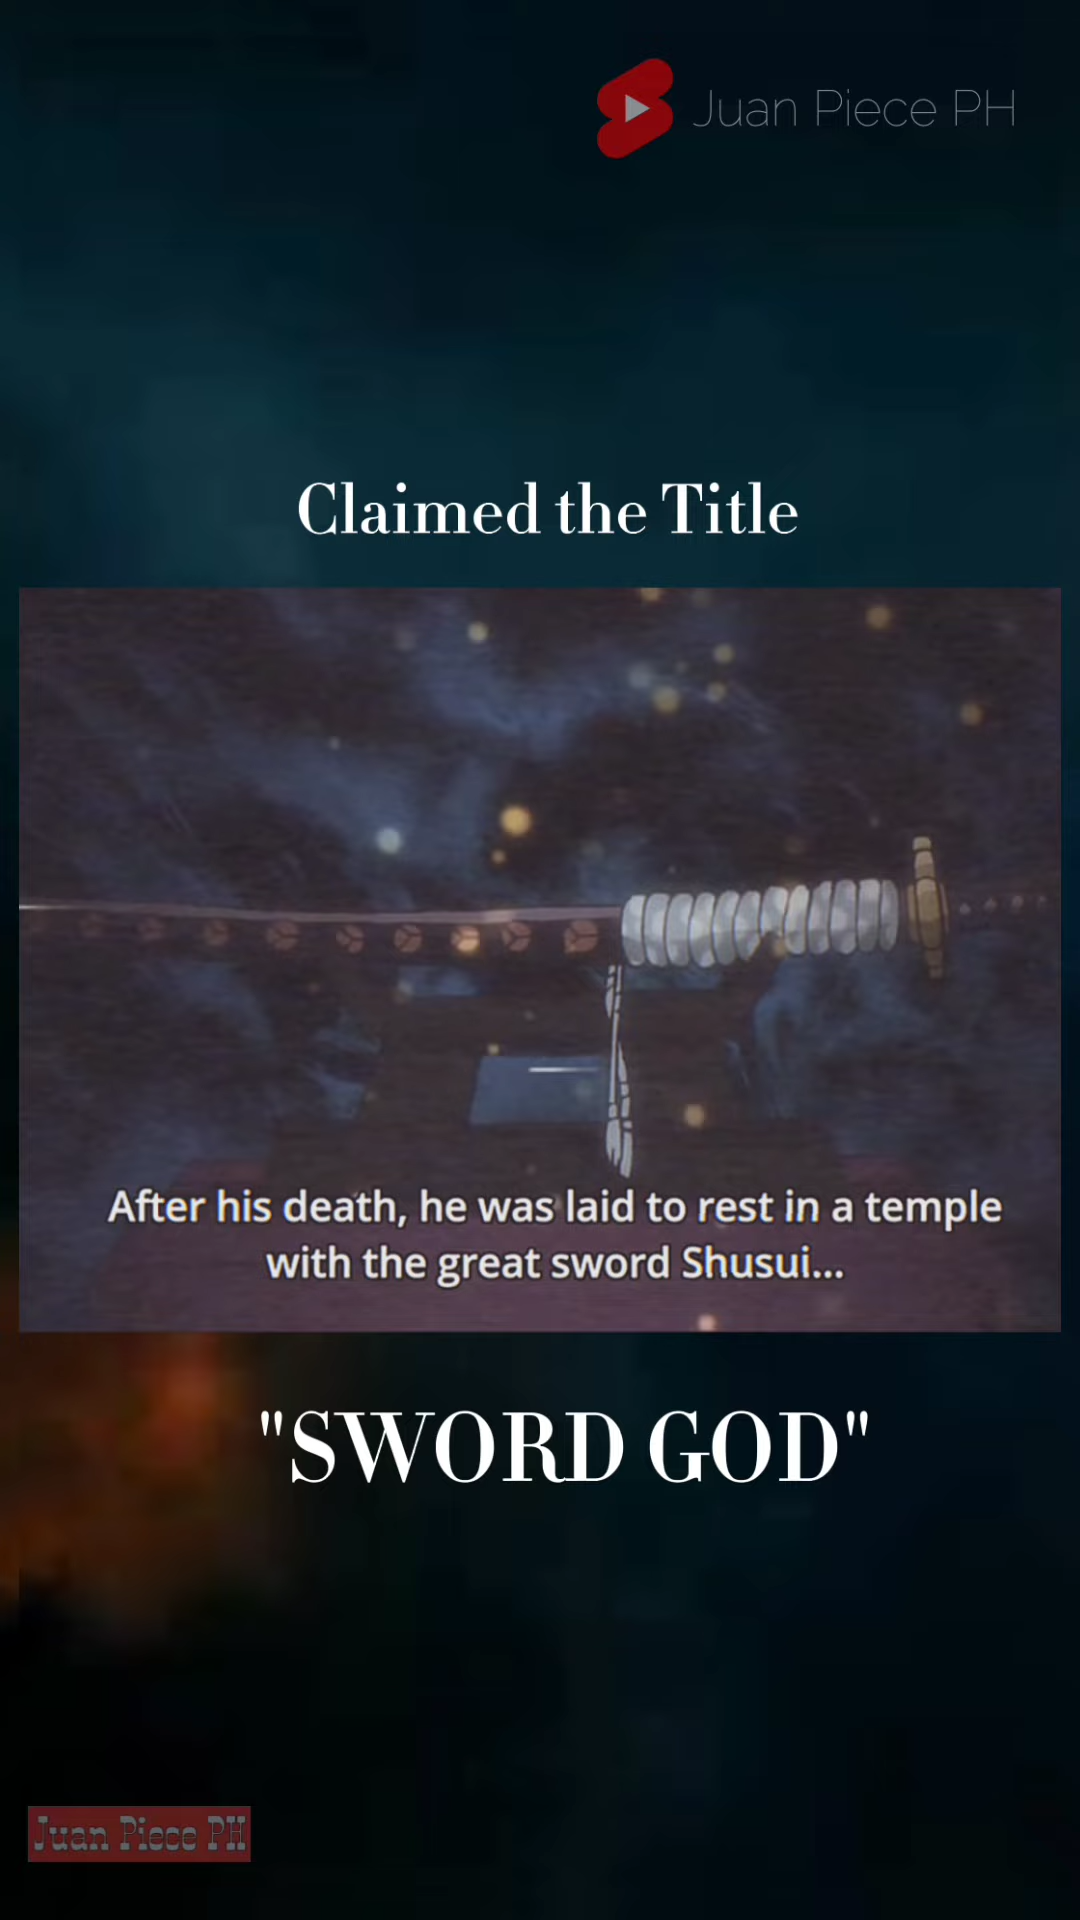 Juan Piece PH
Claimed the Title
After his death, he was laid to rest in a temple
with the great sword Shusui...
"SWORD GOD"
Juan Piece PH